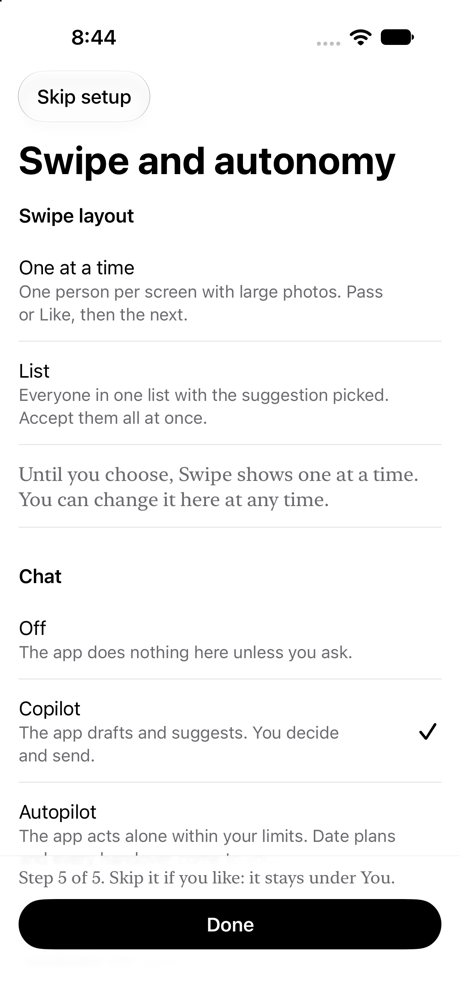 8:44
Skip setup
Swipe and autonomy
Swipe layout
One at a time
One person per screen with large photos. Pass
or Like, then the next.
List
Everyone in one list with the suggestion picked.
Accept them all at once.
Until you choose, Swipe shows one at a time.
You can change it here at any time.
Chat
Off
The app does nothing here unless you ask.
Copilot
The app drafts and suggests. You decide
and send.
Autopilot
The app acts alone within your limits. Date plans
Step 5 of 5. Skip it if you like: it stays under You.
Done